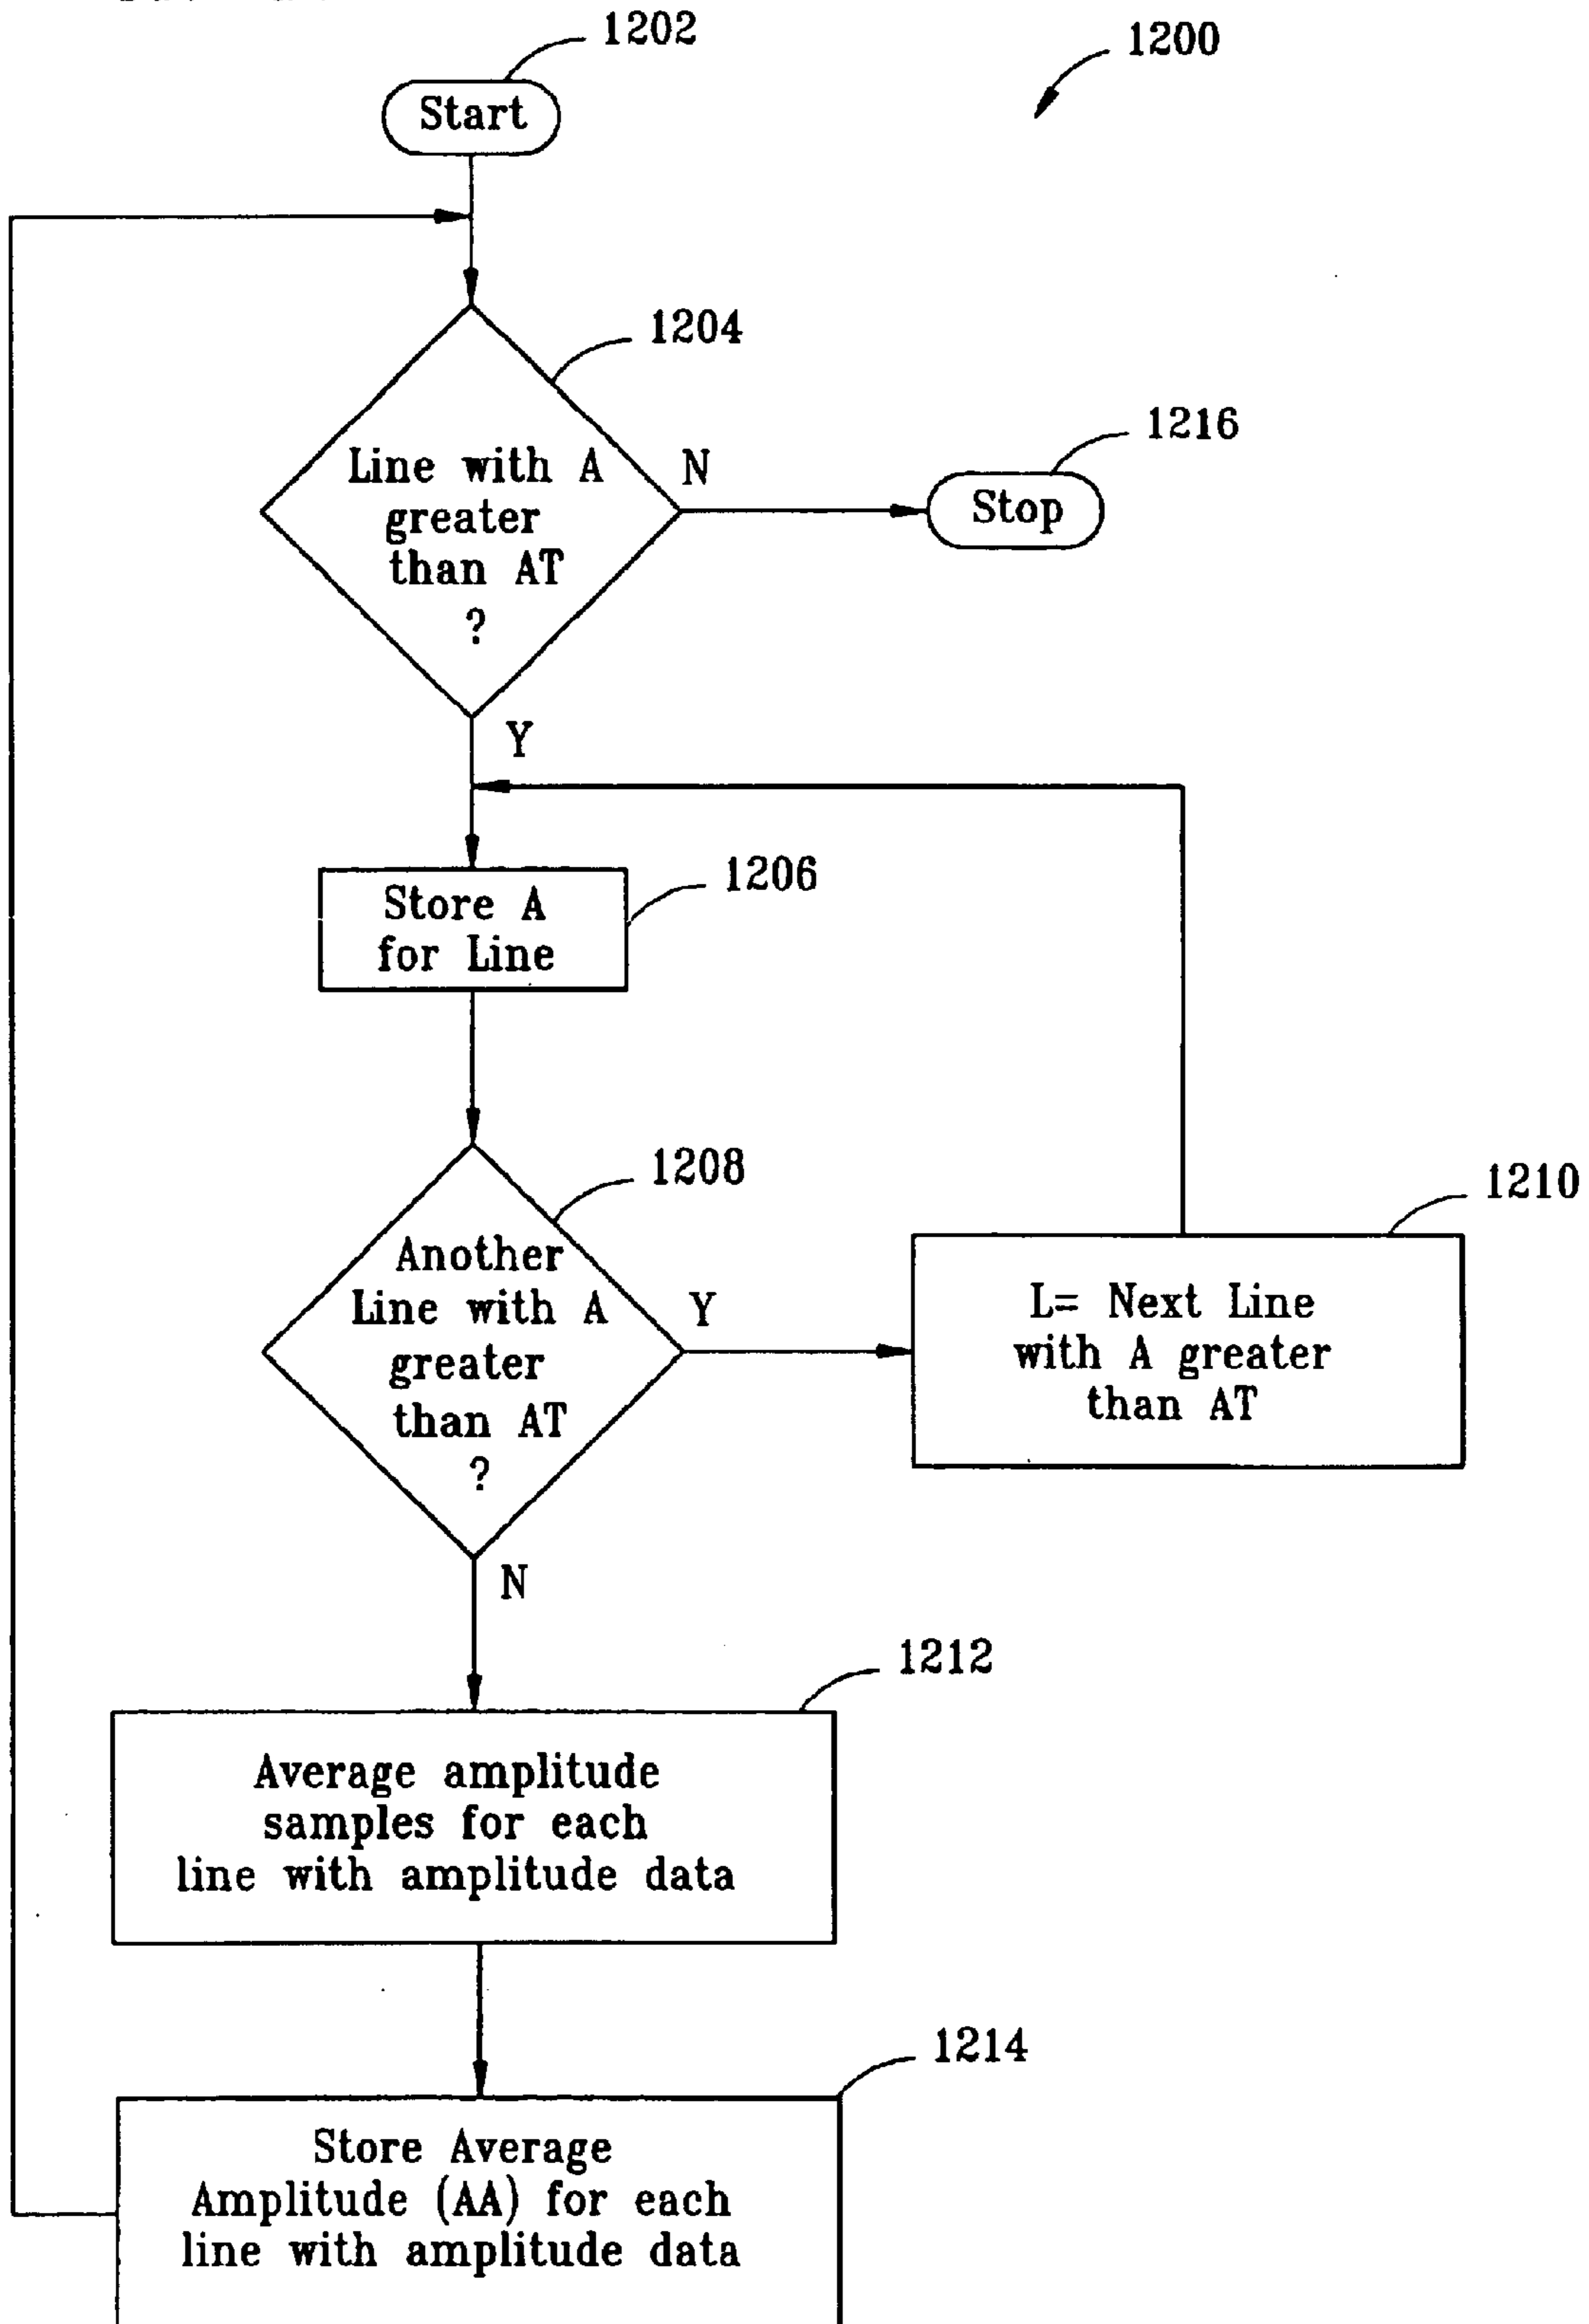 1202
1200
Start
1204
Line with A
greater
than AT
?
N
1216
Stop
Y
1206
Store A
for Line
1208
Another
Line with A
greater
than AT
?
Y
1210
L= Next Line
with A greater
than AT
N
1212
Average amplitude
samples for each
line with amplitude data
1214
Store Average
Amplitude (AA) for each
line with amplitude data